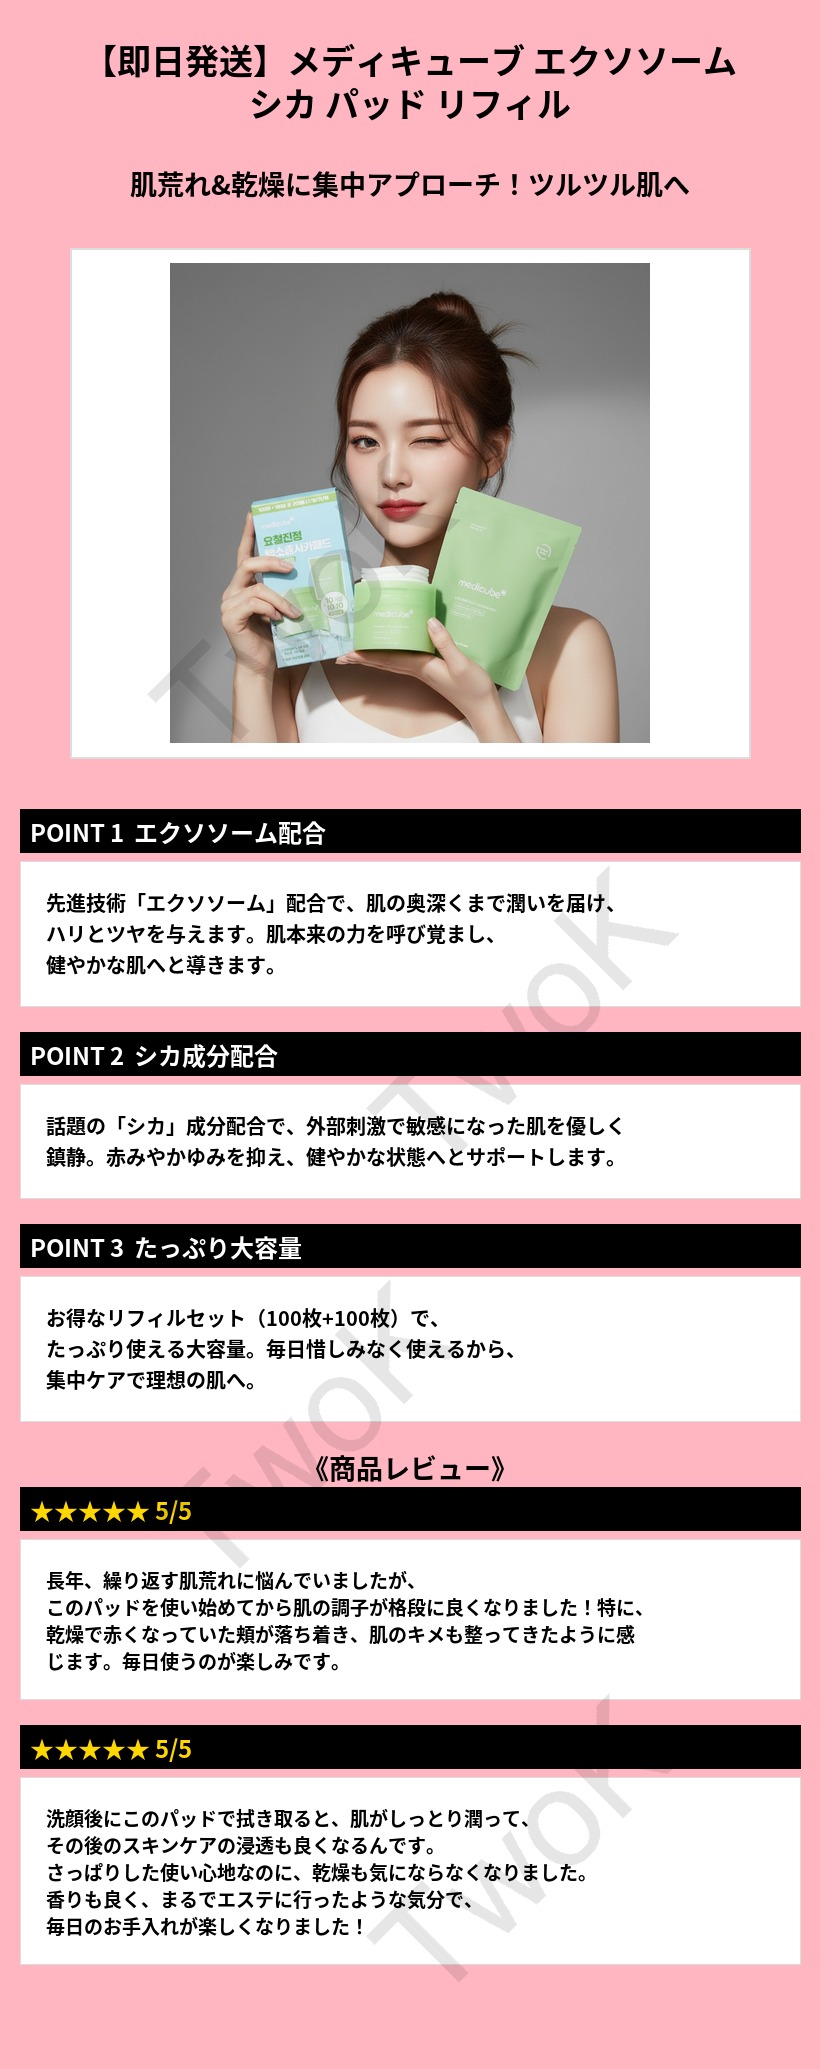 【即日発送】メディキューブ エクソソーム
シカ パッド リフィル
肌荒れ&乾燥に集中アプローチ！ツルツル肌へ
medicube
요철진정
medicube
medicube
TwoK
POINT 1 エクソソーム配合
先進技術「エクソソーム」配合で、肌の奥深くまで潤いを届け、
ハリとツヤを与えます。肌本来の力を呼び覚まし、
健やかな肌へと導きます。
TwoK
POINT 2 シカ成分配合
話題の「シカ」成分配合で、外部刺激で敏感になった肌を優しく
鎮静。赤みやかゆみを抑え、健やかな状態へとサポートします。
POINT 3 たっぷり大容量
お得なリフィルセット（100枚+100枚）で、
たっぷり使える大容量。毎日惜しみなく使えるから、
集中ケアで理想の肌へ。
TwoK
《商品レビュー》
★★★★★ 5/5
長年、繰り返す肌荒れに悩んでいましたが、
このパッドを使い始めてから肌の調子が格段に良くなりました！特に、
乾燥で赤くなっていた頬が落ち着き、肌のキメも整ってきたように感
じます。毎日使うのが楽しみです。
★★★★★ 5/5
洗顔後にこのパッドで拭き取ると、肌がしっとり潤って、
その後のスキンケアの浸透も良くなるんです。
さっぱりした使い心地なのに、乾燥も気にならなくなりました。
香りも良く、まるでエステに行ったような気分で、
毎日のお手入れが楽しくなりました！
TwoK